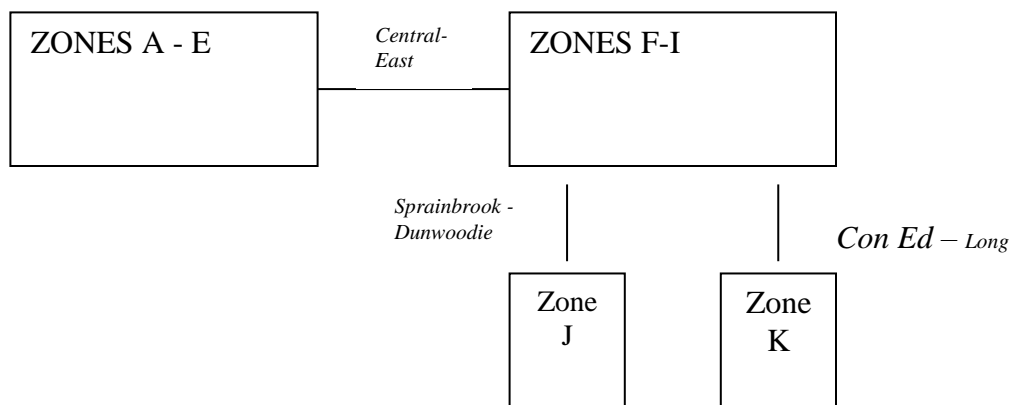 ZONES A - E
Central-
East
ZONES F-I
Sprainbrook -
Dunwoodie
Con Ed – Long
Zone
J
Zone
K